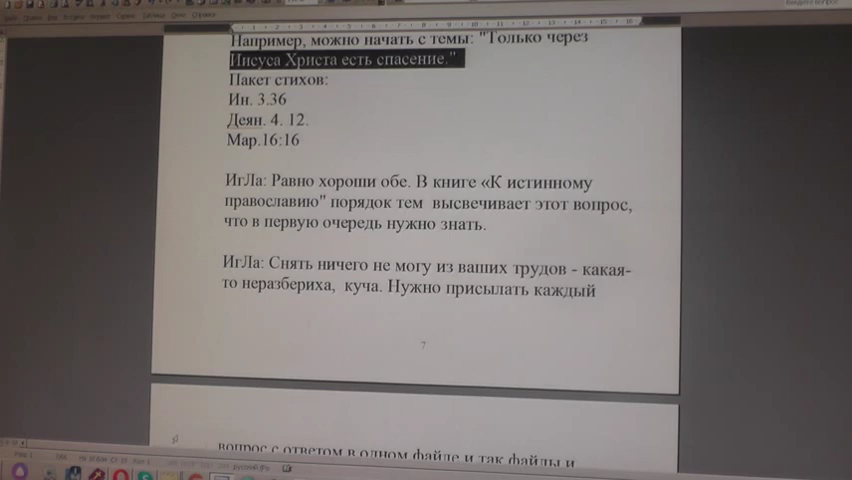 Например, можно начать с темы: "Только через
Иисуса Христа есть спасение."
Пакет стихов:
Ин. 3.36
Деян. 4. 12.
Мар.16:16
ИгЛа: Равно хороши обе. В книге «К истинному
православию" порядок тем высвечивает этот вопрос,
что в первую очередь нужно знать.
ИгЛа: Снять ничего не могу из ваших трудов - какая-
то неразбериха, куча. Нужно присылать каждый
7
вопрос с ответом в одном файле и так файлы и